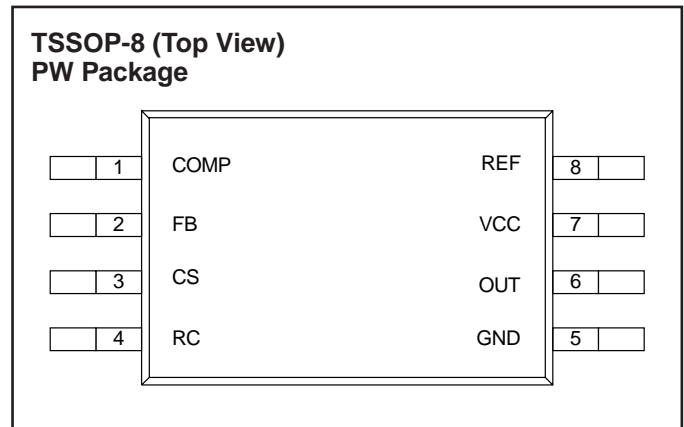 TSSOP-8 (Top View)
PW Package
1 COMP REF 8
2 FB VCC 7
3 CS OUT 6
4 RC GND 5